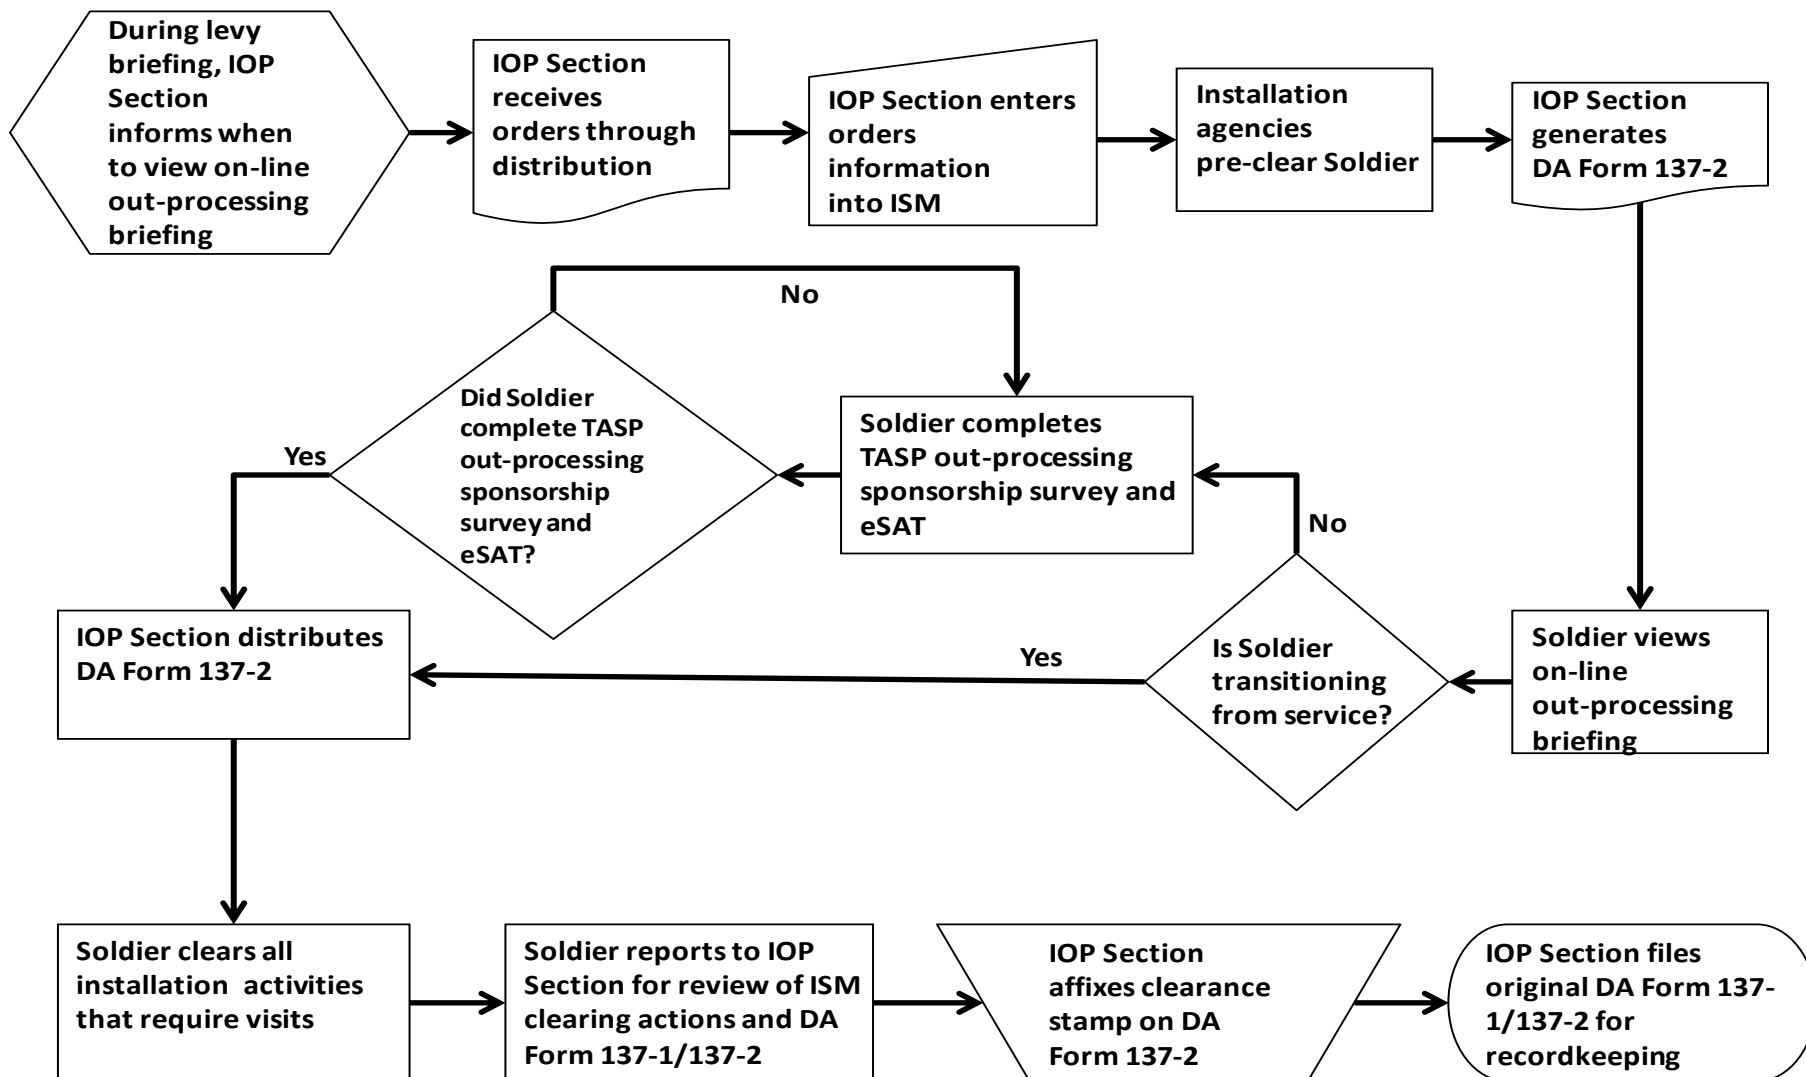 During levy
briefing, IOP
Section
informs when
to view on-line
out-processing
briefing
IOP Section
receives
orders through
distribution
IOP Section enters
orders
information
into ISM
Installation
agencies
pre-clear Soldier
IOP Section
generates
DA Form 137-2
No
Did Soldier
complete TASP
out-processing
sponsorship
survey and
eSAT?
Yes
Soldier completes
TASP out-processing
sponsorship survey and
eSAT
No
Is Soldier
transitioning
from service?
Yes
Soldier views
on-line
out-processing
briefing
IOP Section distributes
DA Form 137-2
Soldier clears all
installation activities
that require visits
Soldier reports to IOP
Section for review of ISM
clearing actions and DA
Form 137-1/137-2
IOP Section
affixes clearance
stamp on DA
Form 137-2
IOP Section files
original DA Form 137-
1/137-2 for
recordkeeping